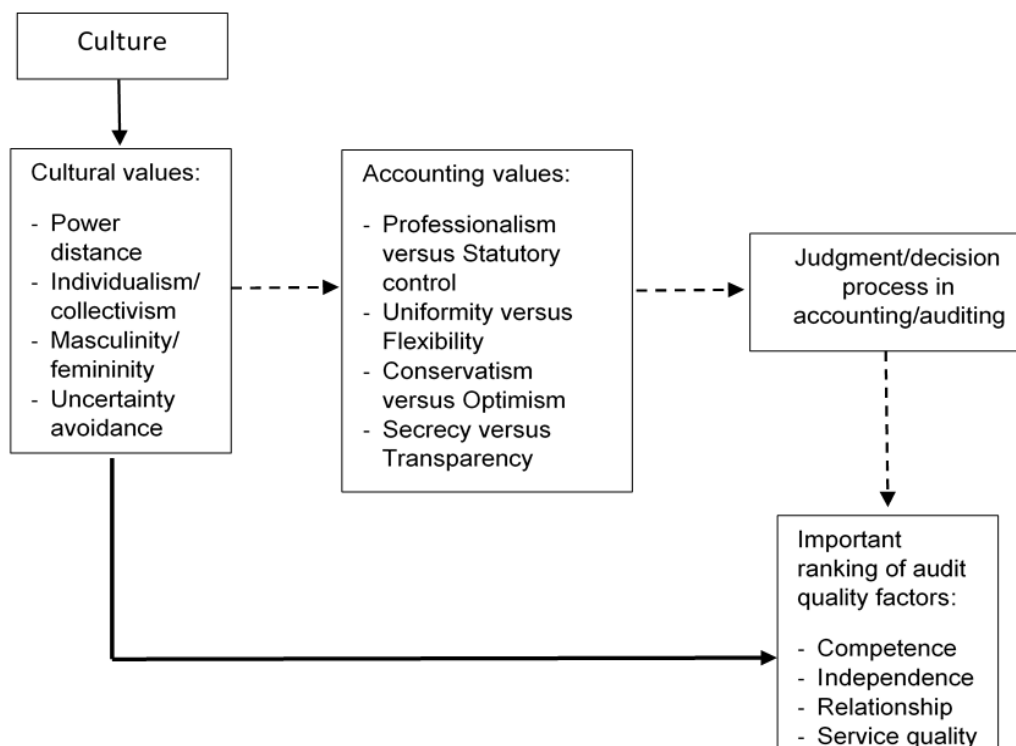 Culture
Cultural values:
- Power
distance
- Individualism/
collectivism
- Masculinity/
femininity
- Uncertainty
avoidance
Accounting values:
- Professionalism
versus Statutory
control
- Uniformity versus
Flexibility
- Conservatism
versus Optimism
- Secrecy versus
Transparency
Judgment/decision
process in
accounting/auditing
Important
ranking of audit
quality factors:
- Competence
- Independence
- Relationship
- Service quality